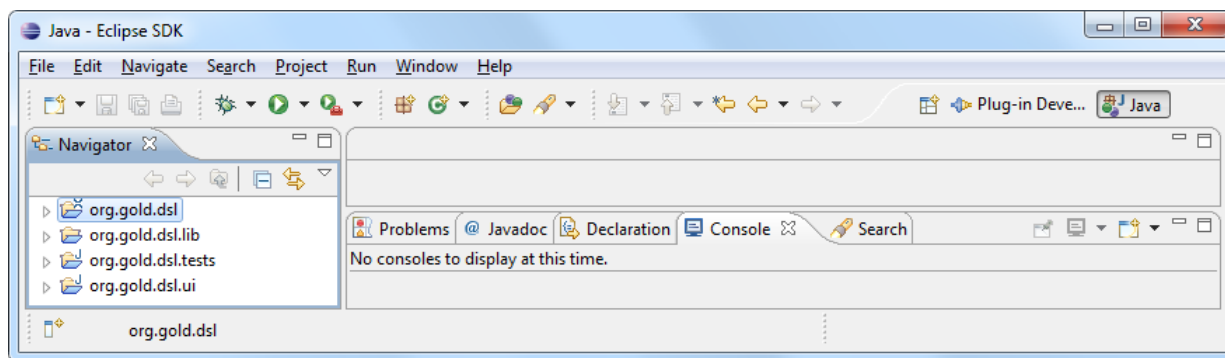 Java - Eclipse SDK
File Edit Navigate Search Project Run Window Help
Plug-in Deve... Java
Navigator
org.gold.dsl
org.gold.dsl.lib
org.gold.dsl.tests
org.gold.dsl.ui
Problems @ Javadoc Declaration Console Search
No consoles to display at this time.
org.gold.dsl